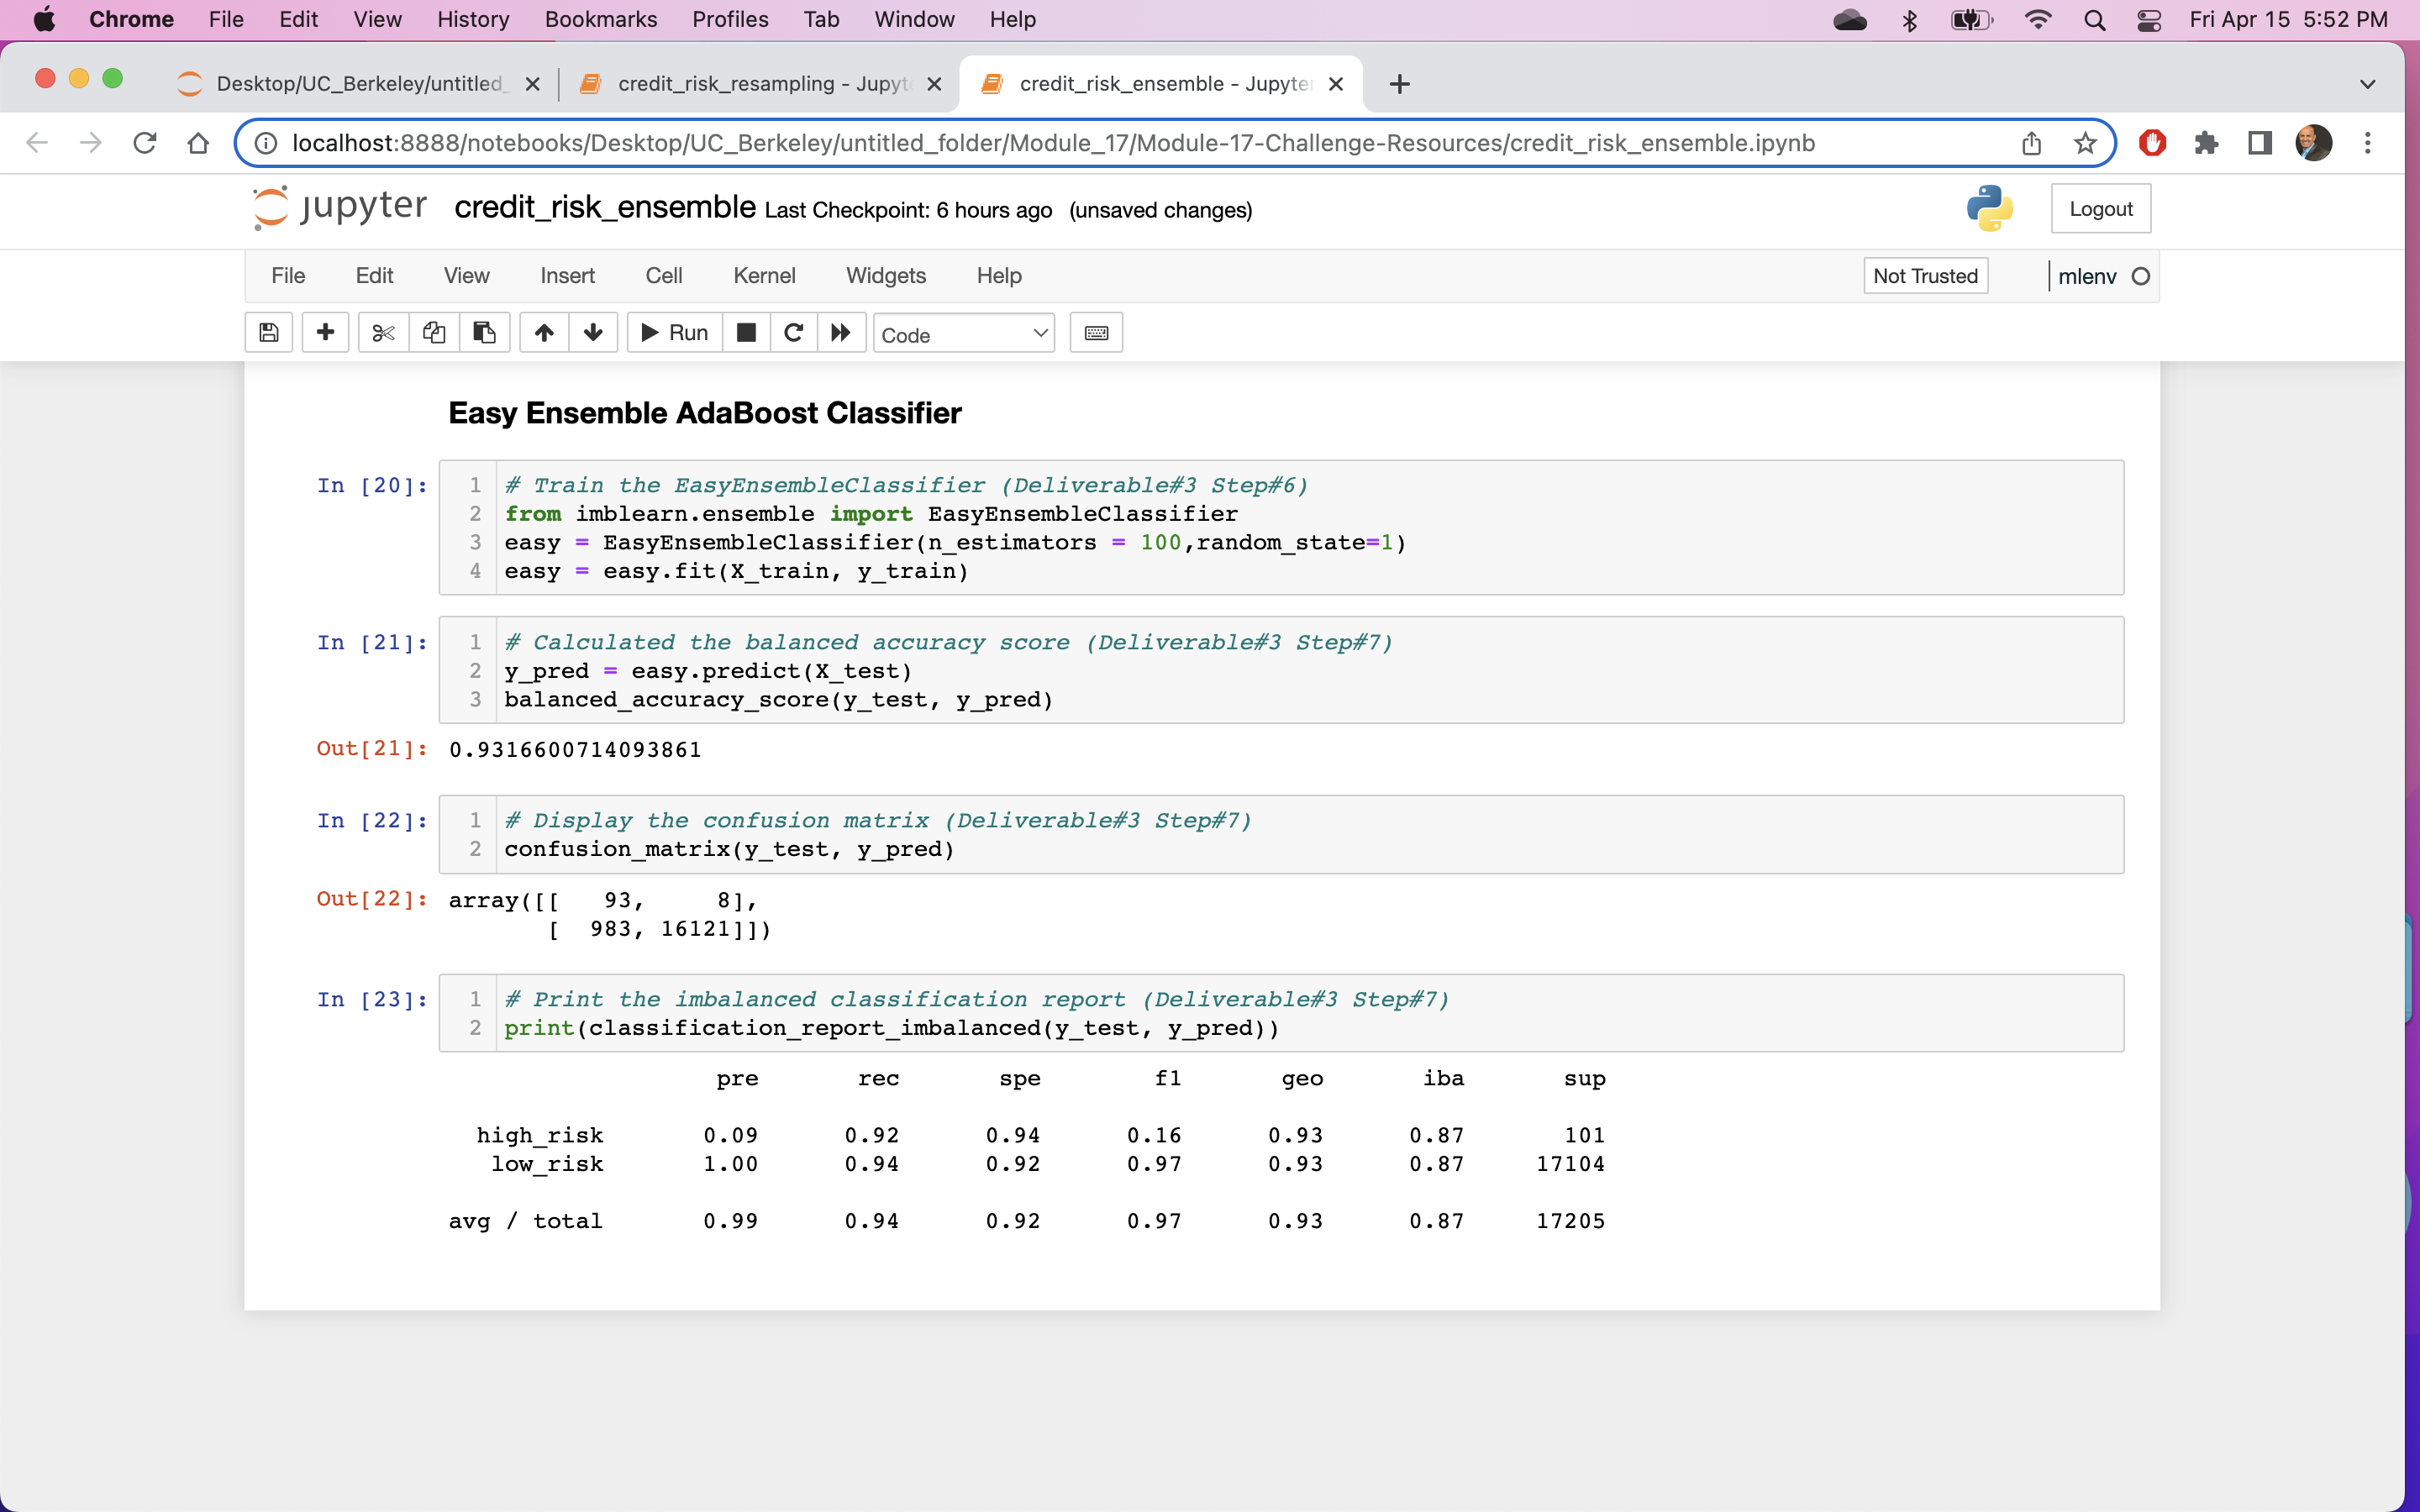 Chrome File Edit View History Bookmarks Profiles Tab Window Help Fri Apr 15 5:52 PM
Desktop/UC_Berkeley/untitled_ credit_risk_resampling - Jupyt credit_risk_ensemble - Jupyter
localhost:8888/notebooks/Desktop/UC_Berkeley/untitled_folder/Module_17/Module-17-Challenge-Resources/credit_risk_ensemble.ipynb
jupyter credit_risk_ensemble Last Checkpoint: 6 hours ago (unsaved changes) Logout
File Edit View Insert Cell Kernel Widgets Help Not Trusted mlenv
Run Code
Easy Ensemble AdaBoost Classifier
In [20]: 1 # Train the EasyEnsembleClassifier (Deliverable#3 Step#6)
2 from imblearn.ensemble import EasyEnsembleClassifier
3 easy = EasyEnsembleClassifier(n_estimators = 100,random_state=1)
4 easy = easy.fit(X_train, y_train)
In [21]: 1 # Calculated the balanced accuracy score (Deliverable#3 Step#7)
2 y_pred = easy.predict(X_test)
3 balanced_accuracy_score(y_test, y_pred)
Out[21]: 0.9316600714093861
In [22]: 1 # Display the confusion matrix (Deliverable#3 Step#7)
2 confusion_matrix(y_test, y_pred)
Out[22]: array([[ 93, 8],
[ 983, 16121]])
In [23]: 1 # Print the imbalanced classification report (Deliverable#3 Step#7)
2 print(classification_report_imbalanced(y_test, y_pred))
pre rec spe f1 geo iba sup
high_risk 0.09 0.92 0.94 0.16 0.93 0.87 101
low_risk 1.00 0.94 0.92 0.97 0.93 0.87 17104
avg / total 0.99 0.94 0.92 0.97 0.93 0.87 17205